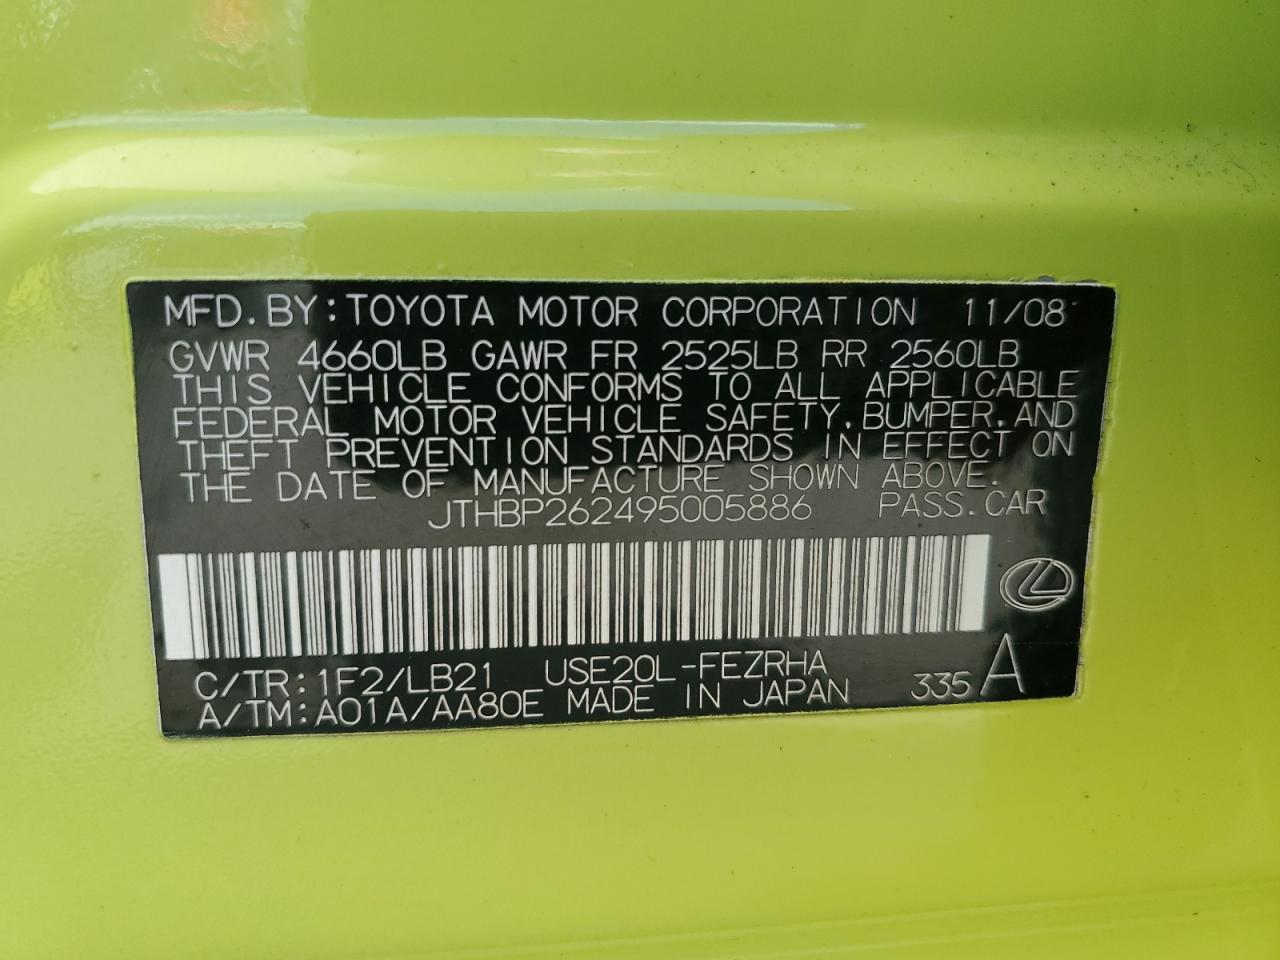 MFD. BY: TOYOTA MOTOR CORPORATION 11/08
GVWR 4660LB GAWR FR 2525LB RR 2560LB
THIS VEHICLE CONFORMS TO ALL APPLICABLE
FEDERAL MOTOR VEHICLE SAFETY, BUMPER, AND
THEFT PREVENTION STANDARDS IN EFFECT ON
THE DATE OF MANUFACTURE SHOWN ABOVE.
JTHBP262495005886 PASS. CAR
C/TR: 1F2/LB21 USE20L-FEZRHA
A/TM: A01A/AA80E MADE IN JAPAN 335 A